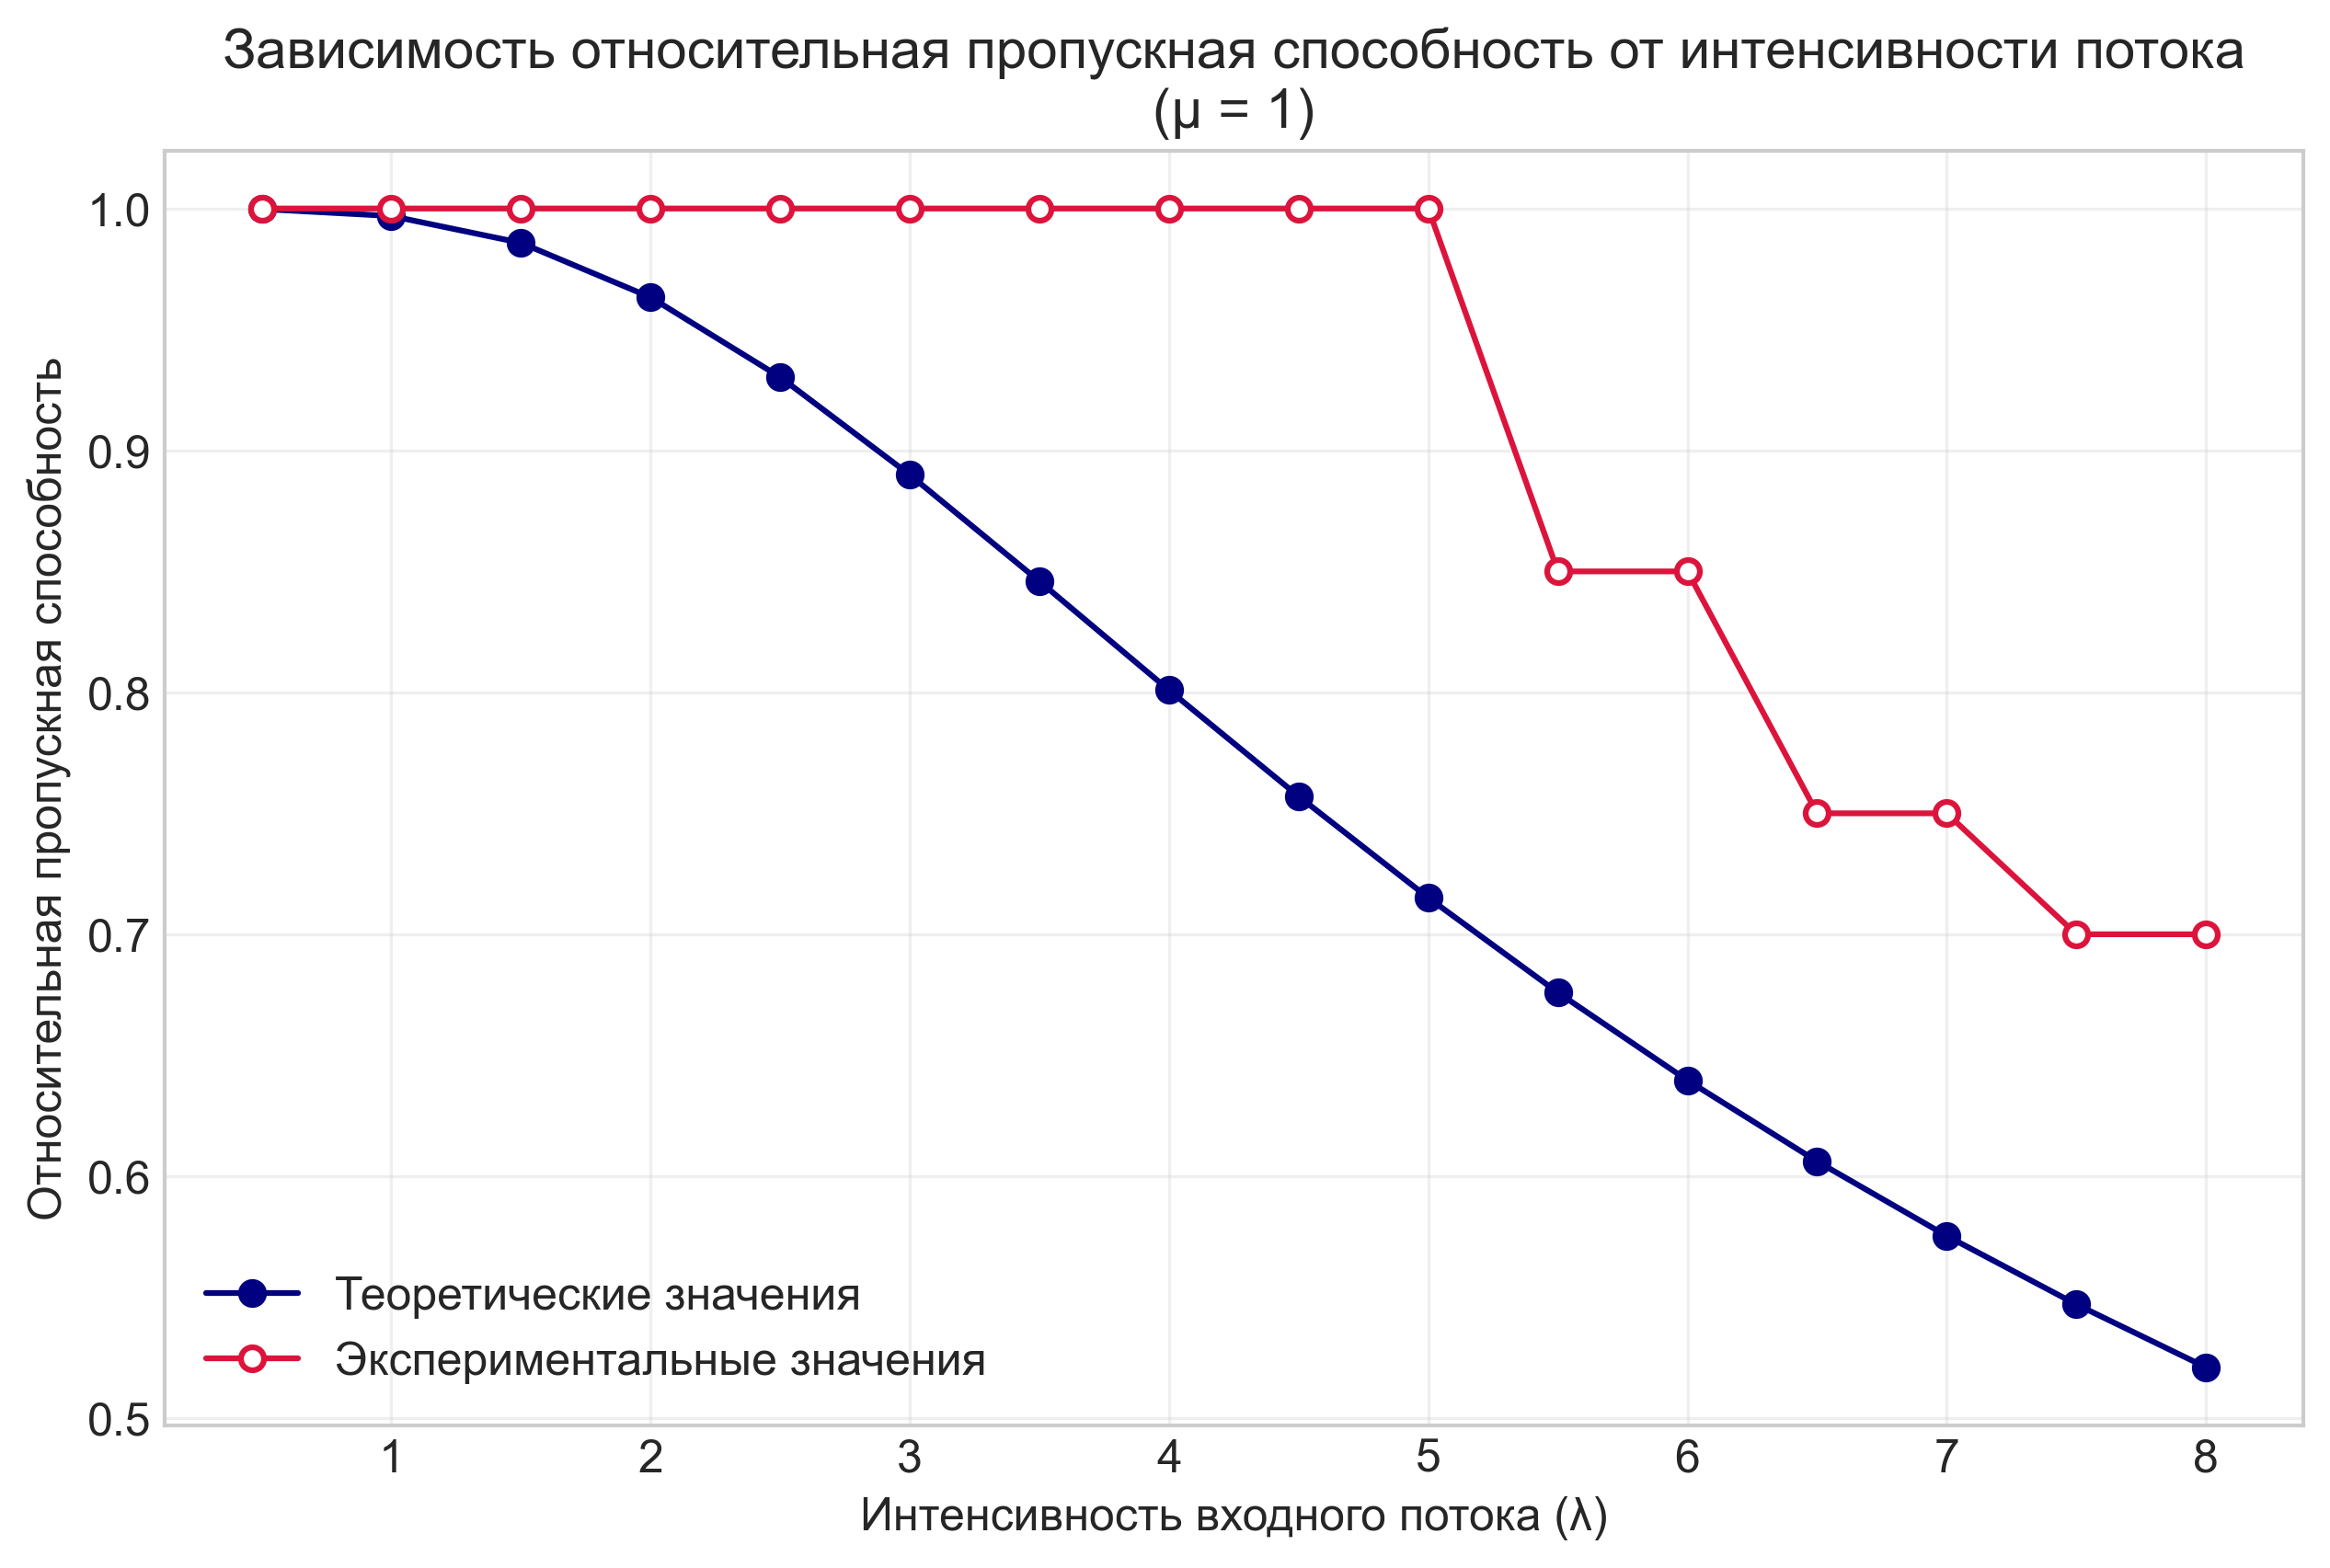 Зависимость относительная пропускная способность от интенсивности потока
(μ = 1)
Относительная пропускная способность
1.0
0.9
0.8
0.7
0.6
0.5
Теоретические значения
Экспериментальные значения
1 2 3 4 5 6 7 8
Интенсивность входного потока (λ)